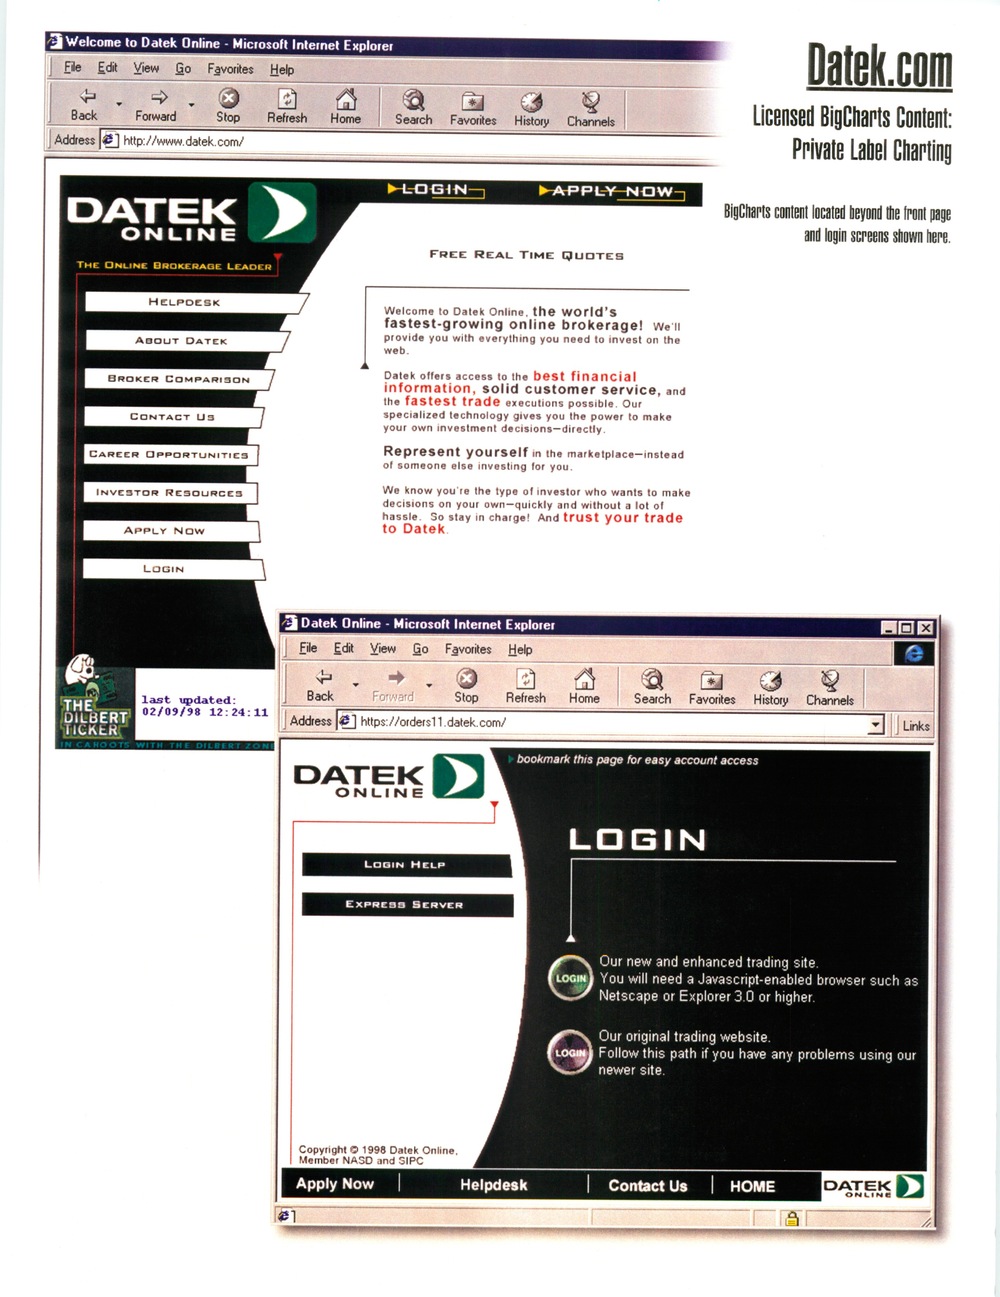 Welcome to Datek Online - Microsoft Internet Explorer
File Edit View Go Favorites Help
Back Forward Stop Refresh Home Search Favorites History Channels
Address http://www.datek.com/
Datek.com
Licensed BigCharts Content:
Private Label Charting
BigCharts content located beyond the front page
and login screens shown here.
DATEK
ONLINE
THE ONLINE BROKERAGE LEADER
LOGIN APPLY NOW
HELPDESK
ABOUT DATEK
BROKER COMPARISON
CONTACT US
CAREER OPPORTUNITIES
INVESTOR RESOURCES
APPLY NOW
LOGIN
FREE REAL TIME QUOTES
Welcome to Datek Online, the world's
fastest-growing online brokerage! We'll
provide you with everything you need to invest on the
web.
Datek offers access to the best financial
information, solid customer service, and
the fastest trade executions possible. Our
specialized technology gives you the power to make
your own investment decisions—directly.
Represent yourself in the marketplace—instead
of someone else investing for you.
We know you're the type of investor who wants to make
decisions on your own—quickly and without a lot of
hassle. So stay in charge! And trust your trade
to Datek.
THE
DILBERT
TICKER
last updated:
02/09/98 12:24:11
IN CAHOOTS WITH THE DILBERT ZONE
Datek Online - Microsoft Internet Explorer
File Edit View Go Favorites Help
Back Forward Stop Refresh Home Search Favorites History Channels
Address https://orders11.datek.com/ Links
DATEK
ONLINE
bookmark this page for easy account access
LOGIN HELP
EXPRESS SERVER
LOGIN
LOGIN
Our new and enhanced trading site.
You will need a Javascript-enabled browser such as
Netscape or Explorer 3.0 or higher.
LOGIN
Our original trading website.
Follow this path if you have any problems using our
newer site.
Copyright © 1998 Datek Online,
Member NASD and SIPC
Apply Now | Helpdesk | Contact Us | HOME
DATEK
ONLINE